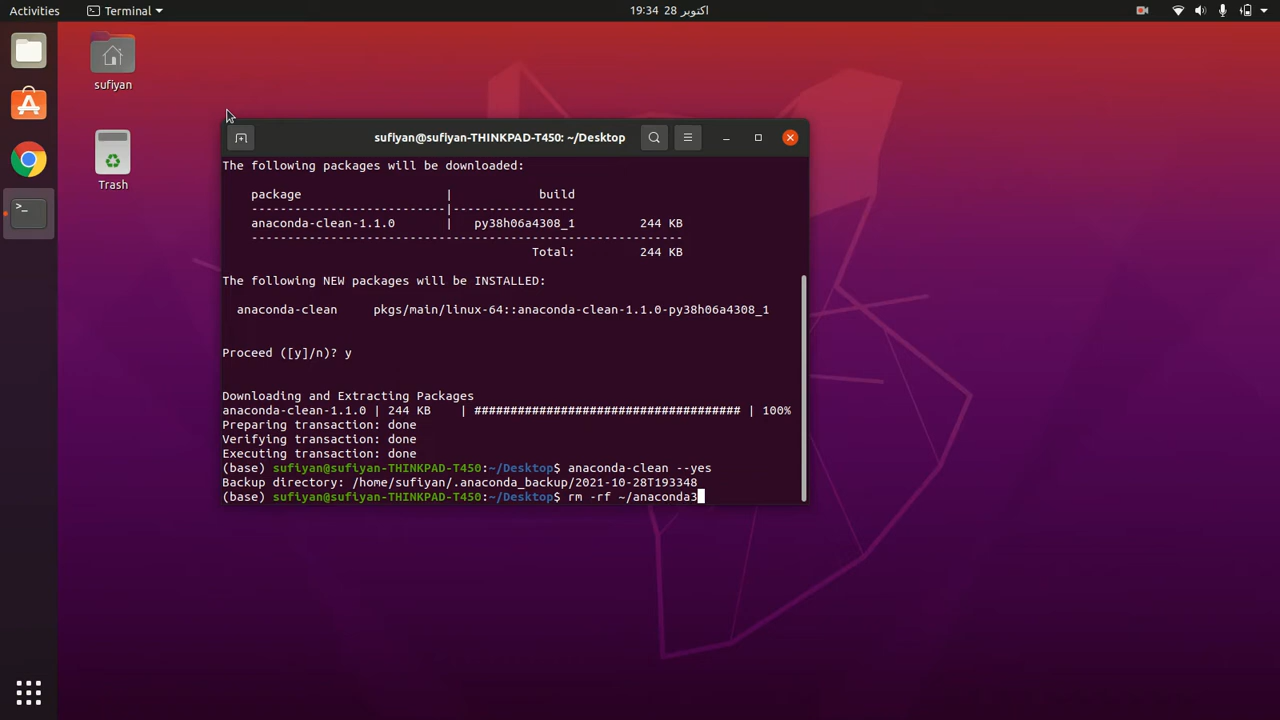 Activities
Terminal
19:34 28 اکتوبر
sufiyan
Trash
sufiyan@sufiyan-THINKPAD-T450: ~/Desktop
The following packages will be downloaded:
package | build
---------------------------|-----------------
anaconda-clean-1.1.0 | py38h06a4308_1 244 KB
------------------------------------------------------------
Total: 244 KB
The following NEW packages will be INSTALLED:
anaconda-clean pkgs/main/linux-64::anaconda-clean-1.1.0-py38h06a4308_1
Proceed ([y]/n)? y
Downloading and Extracting Packages
anaconda-clean-1.1.0 | 244 KB | ##################################### | 100%
Preparing transaction: done
Verifying transaction: done
Executing transaction: done
(base) sufiyan@sufiyan-THINKPAD-T450:~/Desktop$ anaconda-clean --yes
Backup directory: /home/sufiyan/.anaconda_backup/2021-10-28T193348
(base) sufiyan@sufiyan-THINKPAD-T450:~/Desktop$ rm -rf ~/anaconda3